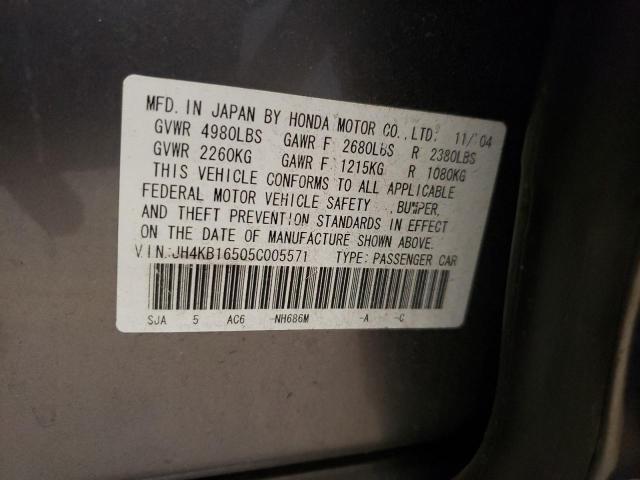 MFD. IN JAPAN BY HONDA MOTOR CO., LTD. 11/'04
GVWR 4980LBS GAWR F 2680LBS R 2380LBS
GVWR 2260KG GAWR F 1215KG R 1080KG
THIS VEHICLE CONFORMS TO ALL APPLICABLE
FEDERAL MOTOR VEHICLE SAFETY , BUMPER,
AND THEFT PREVENTION STANDARDS IN EFFECT
ON THE DATE OF MANUFACTURE SHOWN ABOVE.
V I N:JH4KB16505C005571 TYPE: PASSENGER CAR
SJA 5 AC6 -NH686M -A -C